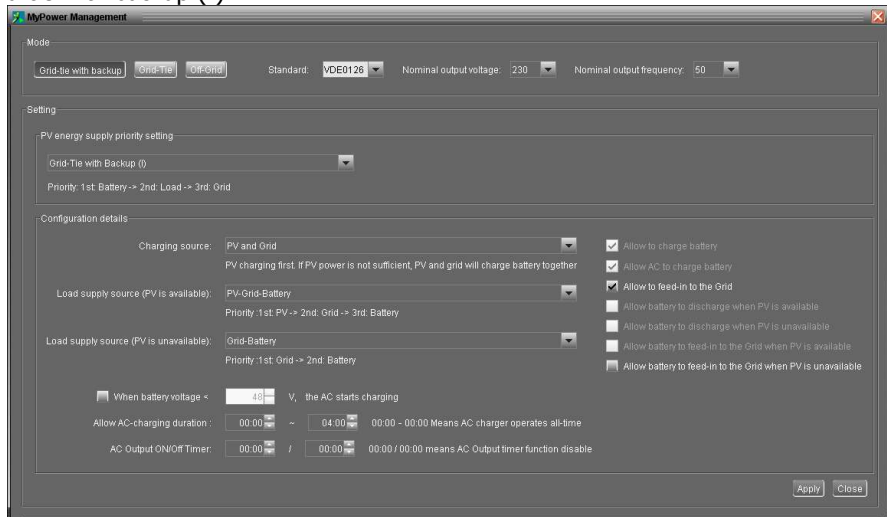 MyPower Management
Mode
Grid-tie with backup Grid-Tie Off-Grid Standard: VDE0126 Nominal output voltage: 230 Nominal output frequency: 50
Setting
PV energy supply priority setting
Grid-Tie with Backup (I)
Priority: 1st: Battery -> 2nd: Load -> 3rd: Grid
Configuration details
Charging source: PV and Grid
PV charging first. If PV power is not sufficient, PV and grid will charge battery together
Load supply source (PV is available): PV-Grid-Battery
Priority :1st: PV -> 2nd: Grid -> 3rd: Battery
Load supply source (PV is unavailable): Grid-Battery
Priority :1st: Grid -> 2nd: Battery
When battery voltage < 48 V, the AC starts charging
Allow AC-charging duration : 00:00 ~ 04:00 00:00 - 00:00 Means AC charger operates all-time
AC Output ON/Off Timer: 00:00 / 00:00 00:00 / 00:00 means AC Output timer function disable
Allow to charge battery
Allow AC to charge battery
Allow to feed-in to the Grid
Allow battery to discharge when PV is available
Allow battery to discharge when PV is unavailable
Allow battery to feed-in to the Grid when PV is available
Allow battery to feed-in to the Grid when PV is unavailable
Apply Close